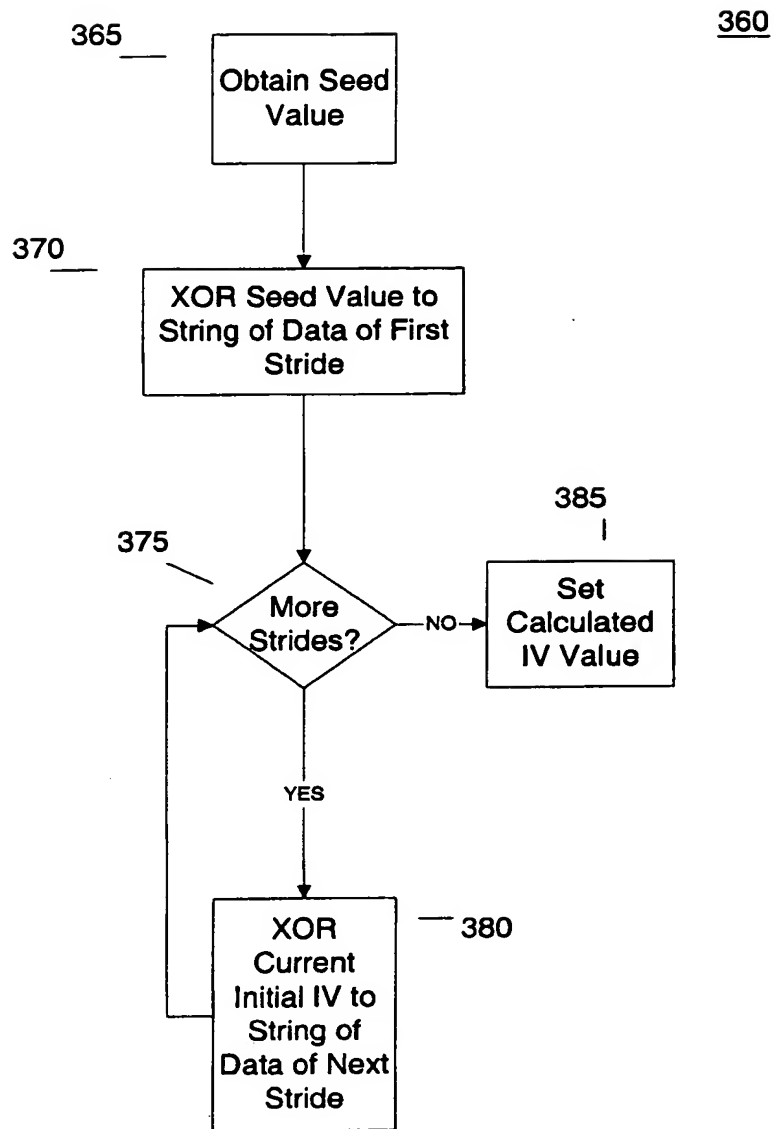 360
365
Obtain Seed
Value
370
XOR Seed Value to
String of Data of First
Stride
375
More
Strides?
NO
385
Set
Calculated
IV Value
YES
380
XOR
Current
Initial IV to
String of
Data of Next
Stride